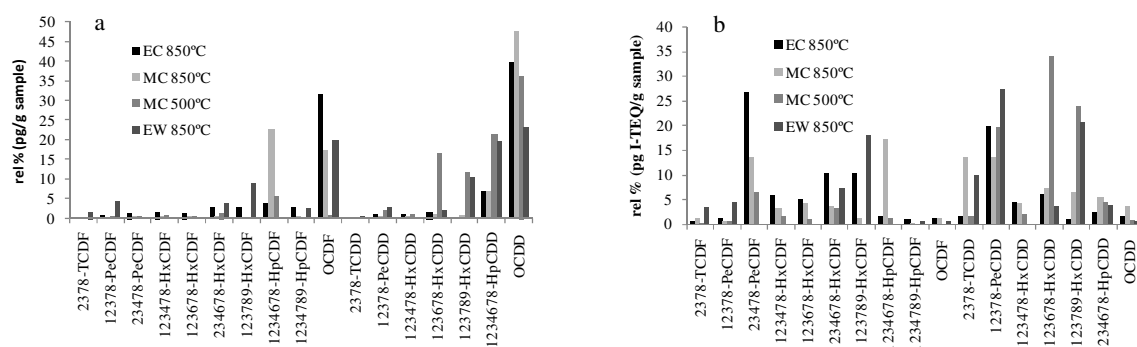 a
50
45
40
35
30
25
20
15
10
5
0
rel % (pg/g sample)
EC 850ºC
MC 850ºC
MC 500ºC
EW 850ºC
2378-TCDF
12378-PeCDF
23478-PeCDF
123478-HxCDF
123678-HxCDF
234678-HxCDF
123789-HxCDF
1234678-HpCDF
1234789-HpCDF
OCDF
2378-TCDD
12378-PeCDD
123478-HxCDD
123678-HxCDD
123789-HxCDD
1234678-HpCDD
OCDD
b
40
35
30
25
20
15
10
5
0
rel % (pg I-TEQ/g sample)
EC 850ºC
MC 850ºC
MC 500ºC
EW 850ºC
2378-TCDF
12378-PeCDF
23478-PeCDF
123478-HxCDF
123678-HxCDF
234678-HxCDF
123789-HxCDF
234678-HpCDF
234789-HpCDF
OCDF
2378-TCDD
12378-PeCDD
123478-HxCDD
123678-HxCDD
123789-HxCDD
234678-HpCDD
OCDD